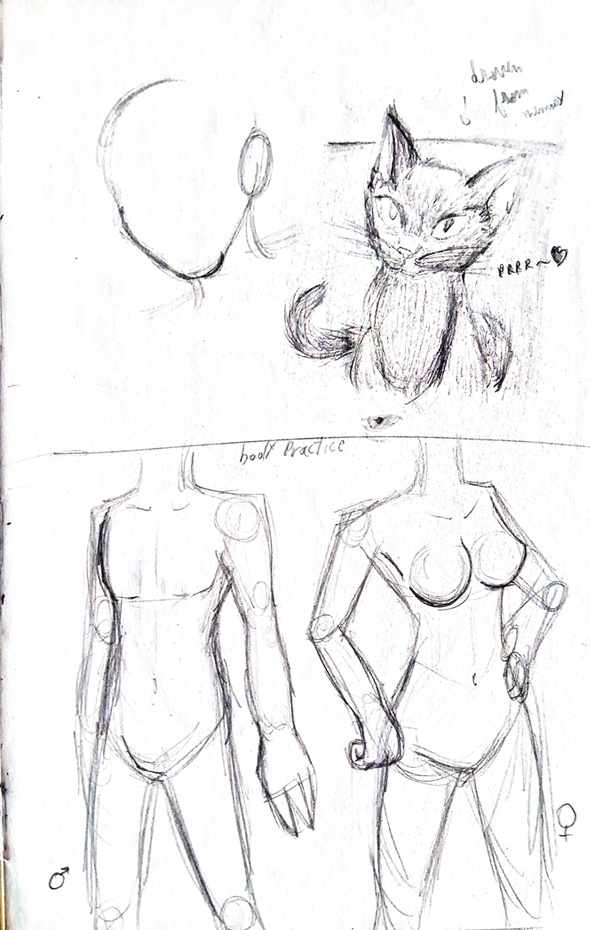 drawn
from
memory
PRRR~♥
body Practice
♂
♀